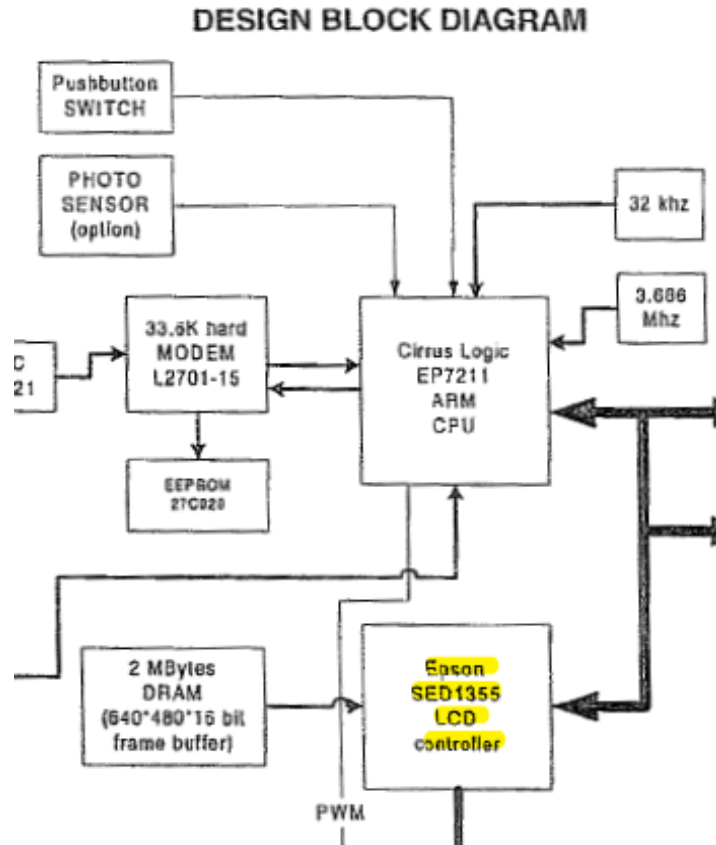 DESIGN BLOCK DIAGRAM
Pushbutton
SWITCH
PHOTO
SENSOR
(option)
32 khz
3.686
Mhz
33.6K hard
MODEM
L2701-15
C
21
Cirrus Logic
EP7211
ARM
CPU
EEPROM
27C020
2 MBytes
DRAM
(640*480*16 bit
frame buffer)
Epson
SED1355
LCD
controller
PWM